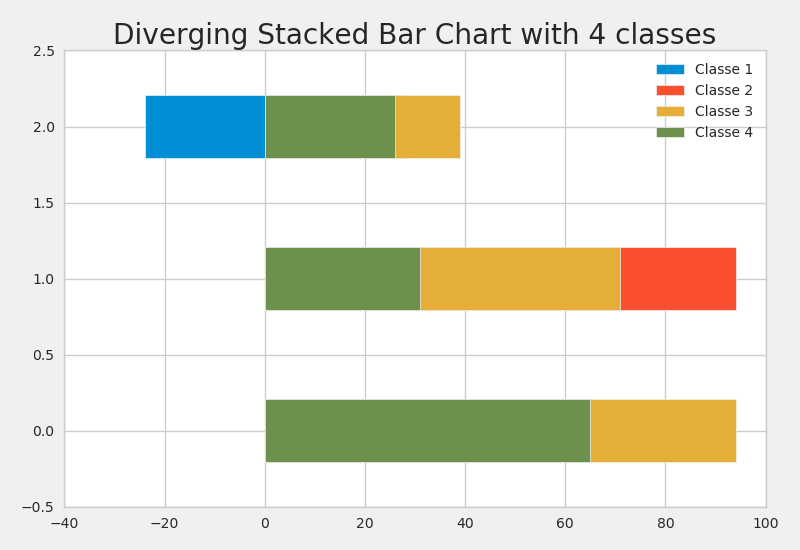 Diverging Stacked Bar Chart with 4 classes
2.5
2.0
1.5
1.0
0.5
0.0
−0.5
−40 −20 0 20 40 60 80 100
Classe 1
Classe 2
Classe 3
Classe 4